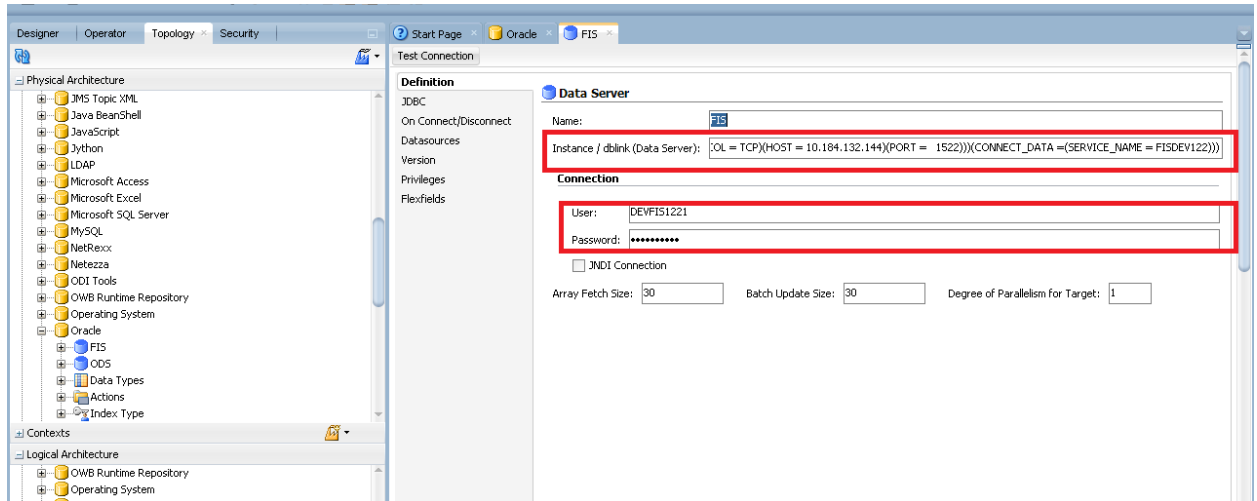 Designer Operator Topology Security
Start Page Oracle FIS
Test Connection
Physical Architecture
JMS Topic XML
Java BeanShell
JavaScript
Jython
LDAP
Microsoft Access
Microsoft Excel
Microsoft SQL Server
MySQL
NetRexx
Netezza
ODI Tools
OWB Runtime Repository
Operating System
Oracle
FIS
ODS
Data Types
Actions
Index Type
Contexts
Logical Architecture
OWB Runtime Repository
Operating System
Definition
JDBC
On Connect/Disconnect
Datasources
Version
Privileges
Flexfields
Data Server
Name: FIS
Instance / dblink (Data Server): :OL = TCP)(HOST = 10.184.132.144)(PORT = 1522)))(CONNECT_DATA =(SERVICE_NAME = FISDEV122)))
Connection
User: DEVFIS1221
Password: ••••••••••
JNDI Connection
Array Fetch Size: 30 Batch Update Size: 30 Degree of Parallelism for Target: 1